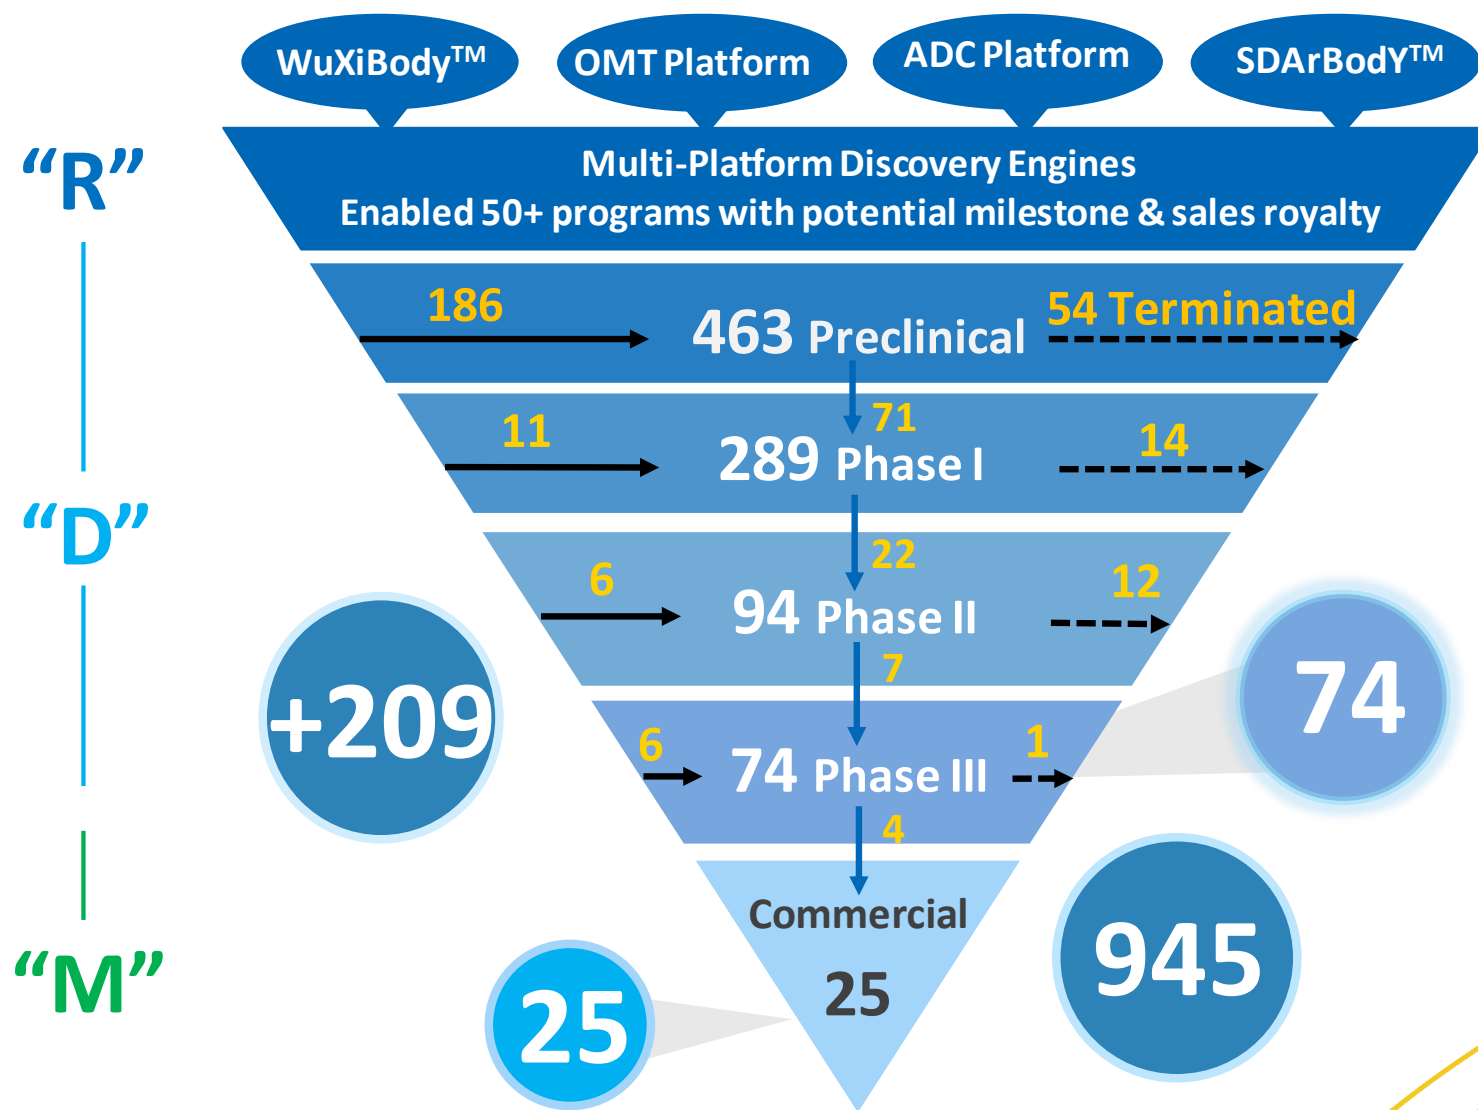 WuXiBody™
OMT Platform
ADC Platform
SDArBodY™
“R”
Multi-Platform Discovery Engines
Enabled 50+ programs with potential milestone & sales royalty
186
463 Preclinical
54 Terminated
71
11
289 Phase I
14
“D”
22
6
94 Phase II
12
7
+209
74
6
74 Phase III
1
4
Commercial
25
945
“M”
25